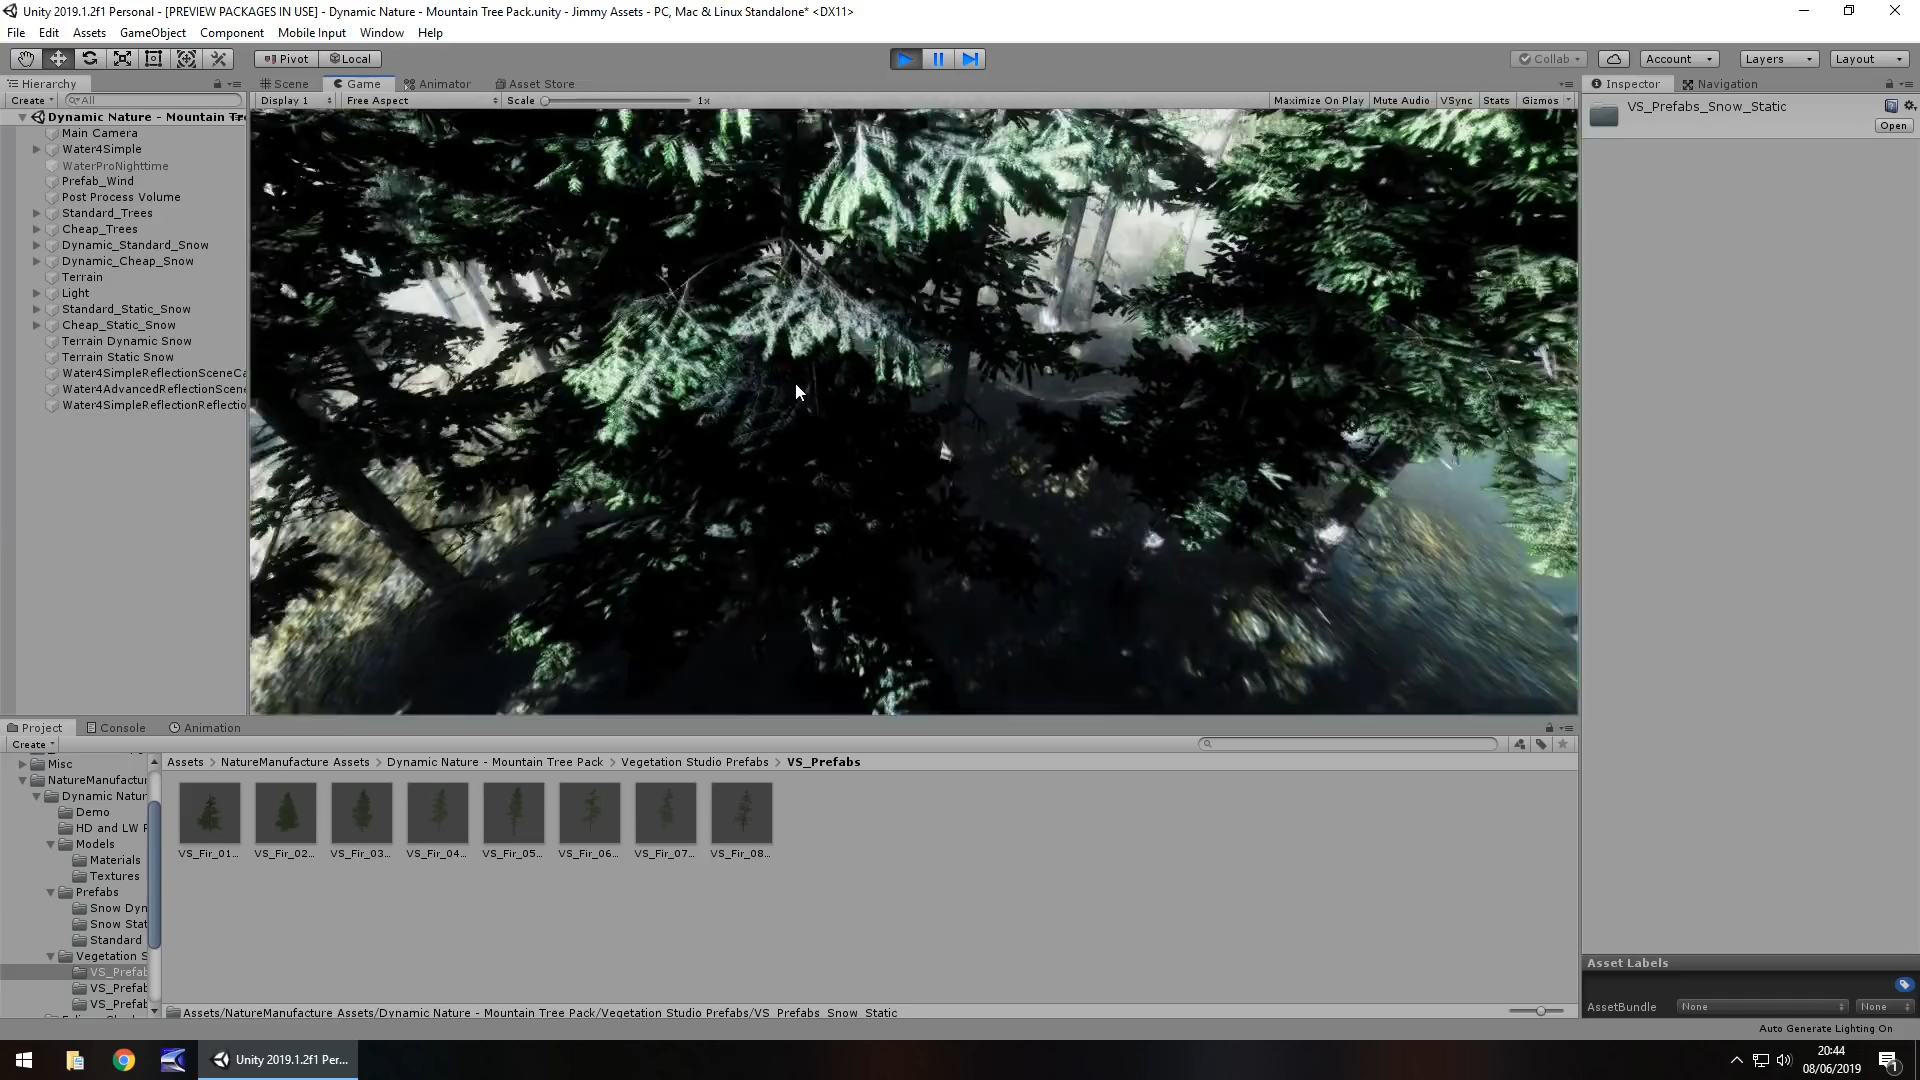 Unity 2019.1.2f1 Personal - [PREVIEW PACKAGES IN USE] - Dynamic Nature - Mountain Tree Pack.unity - Jimmy Assets - PC, Mac & Linux Standalone* <DX11>
File Edit Assets GameObject Component Mobile Input Window Help
Pivot Local Collab Account Layers Layout
Hierarchy Scene Game Animator Asset Store Inspector Navigation
Create All Display 1 Free Aspect Scale 1x Maximize On Play Mute Audio VSync Stats Gizmos
VS_Prefabs_Snow_Static
Open
Dynamic Nature - Mountain Tre
Main Camera
Water4Simple
WaterProNighttime
Prefab_Wind
Post Process Volume
Standard_Trees
Cheap_Trees
Dynamic_Standard_Snow
Dynamic_Cheap_Snow
Terrain
Light
Standard_Static_Snow
Cheap_Static_Snow
Terrain Dynamic Snow
Terrain Static Snow
Water4SimpleReflectionSceneCa
Water4AdvancedReflectionScene
Water4SimpleReflectionReflectio
Project Console Animation
Create
Misc
NatureManufactur
Dynamic Natur
Demo
HD and LW F
Models
Materials
Textures
Prefabs
Snow Dyn
Snow Stat
Standard
Vegetation S
VS_Prefab
VS_Prefab
VS_Prefab
Assets > NatureManufacture Assets > Dynamic Nature - Mountain Tree Pack > Vegetation Studio Prefabs > VS_Prefabs
VS_Fir_01... VS_Fir_02... VS_Fir_03... VS_Fir_04... VS_Fir_05... VS_Fir_06... VS_Fir_07... VS_Fir_08...
Assets/NatureManufacture Assets/Dynamic Nature - Mountain Tree Pack/Vegetation Studio Prefabs/VS_Prefabs_Snow_Static
Asset Labels
AssetBundle None None
Auto Generate Lighting On
Unity 2019.1.2f1 Per...
20:44
08/06/2019
1